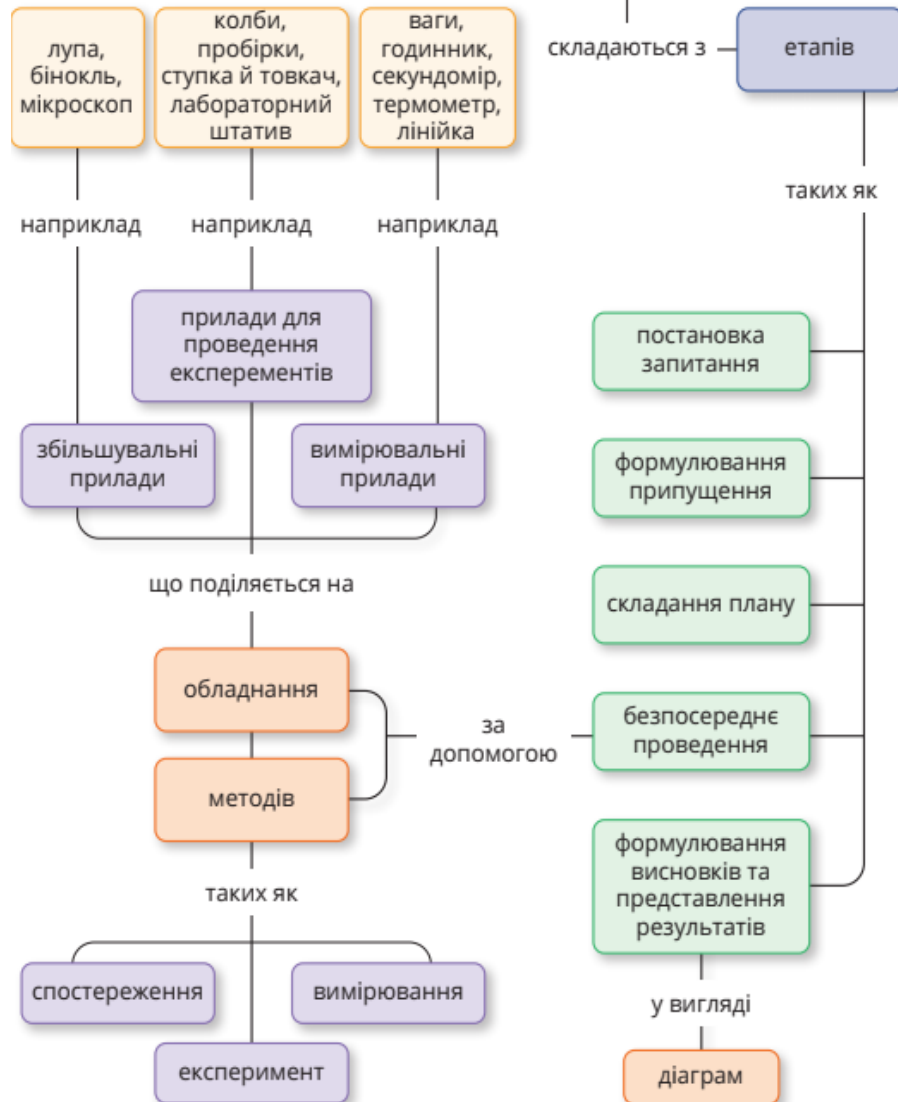 лупа,
бінокль,
мікроскоп
колби,
пробірки,
ступка й товкач,
лабораторний
штатив
ваги,
годинник,
секундомір,
термометр,
лінійка
складаються з
етапів
таких як
наприклад
наприклад
наприклад
прилади для
проведення
експерементів
збільшувальні
прилади
вимірювальні
прилади
що поділяється на
обладнання
методів
за
допомогою
таких як
спостереження
вимірювання
експеримент
постановка
запитання
формулювання
припущення
складання плану
безпосереднє
проведення
формулювання
висновків та
представлення
результатів
у вигляді
діаграм